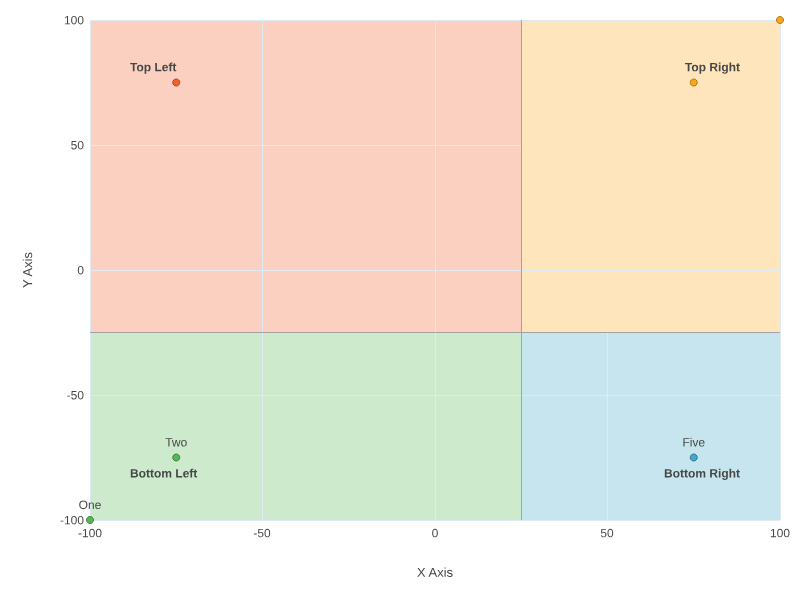 100
Top Left
Top Right
50
Y Axis
0
-50
Two
Five
Bottom Left
Bottom Right
One
-100
-100
-50
0
50
100
X Axis